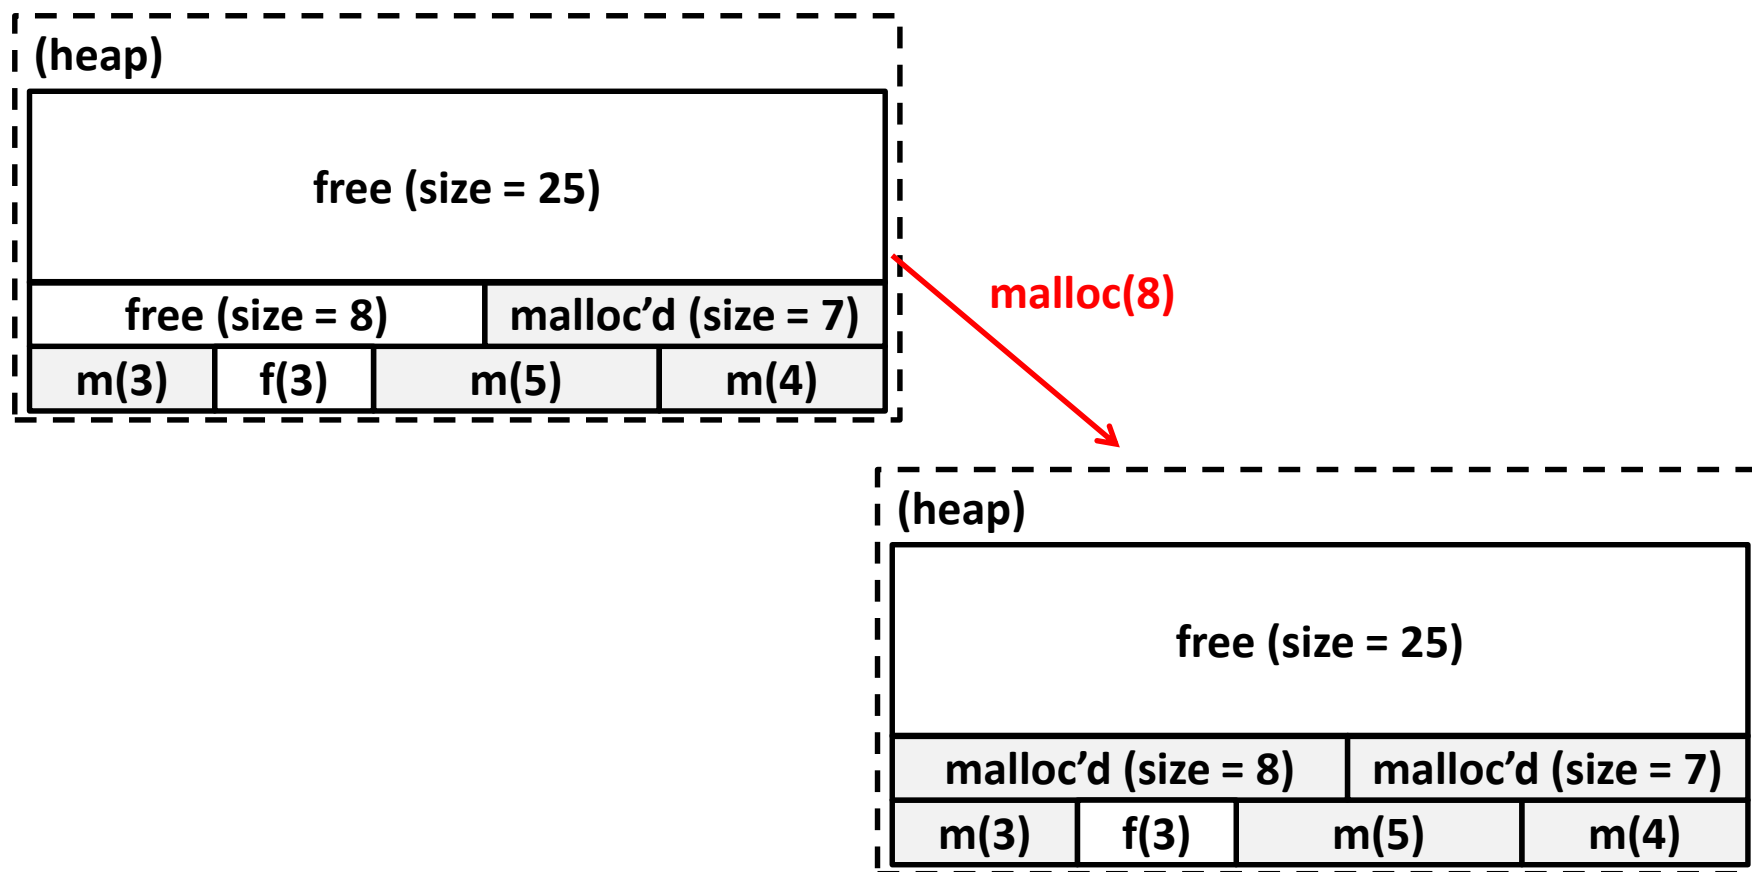 (heap)
free (size = 25)
free (size = 8) malloc’d (size = 7)
m(3) f(3) m(5) m(4)
malloc(8)
(heap)
free (size = 25)
malloc’d (size = 8) malloc’d (size = 7)
m(3) f(3) m(5) m(4)